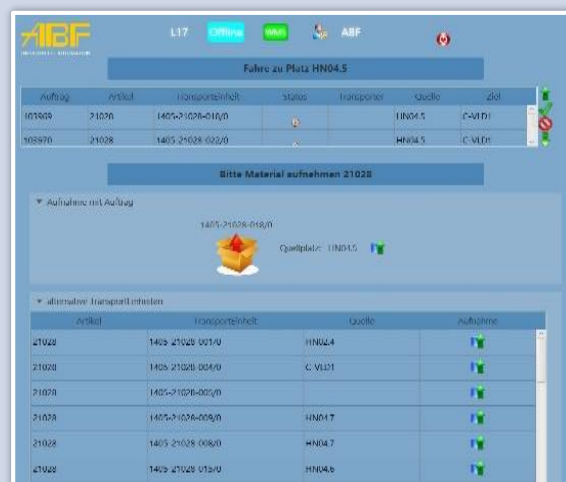 ABF
L17 Offline WMS ABF
Fahre zu Platz HN04.5
Auftrag Artikel Transporteinheit Status Transporter Quelle Ziel
103969 21028 1405-21028-018/0 HN04.5 C-VLD1
103970 21028 1405-21028-022/0 HN04.5 C-VLD1
Bitte Material aufnehmen 21028
Aufnahme mit Auftrag
1405-21028-018/0
Quellplatz: HN04.5
alternative Transporteinheiten
Artikel Transporteinheit Quelle Aufnahme
21028 1405-21028-001/0 HN02.4
21028 1405-21028-004/0 C-VLD1
21028 1405-21028-005/0
21028 1405-21028-009/0 HN04.7
21028 1405-21028-008/0 HN04.7
21028 1405-21028-015/0 HN04.6